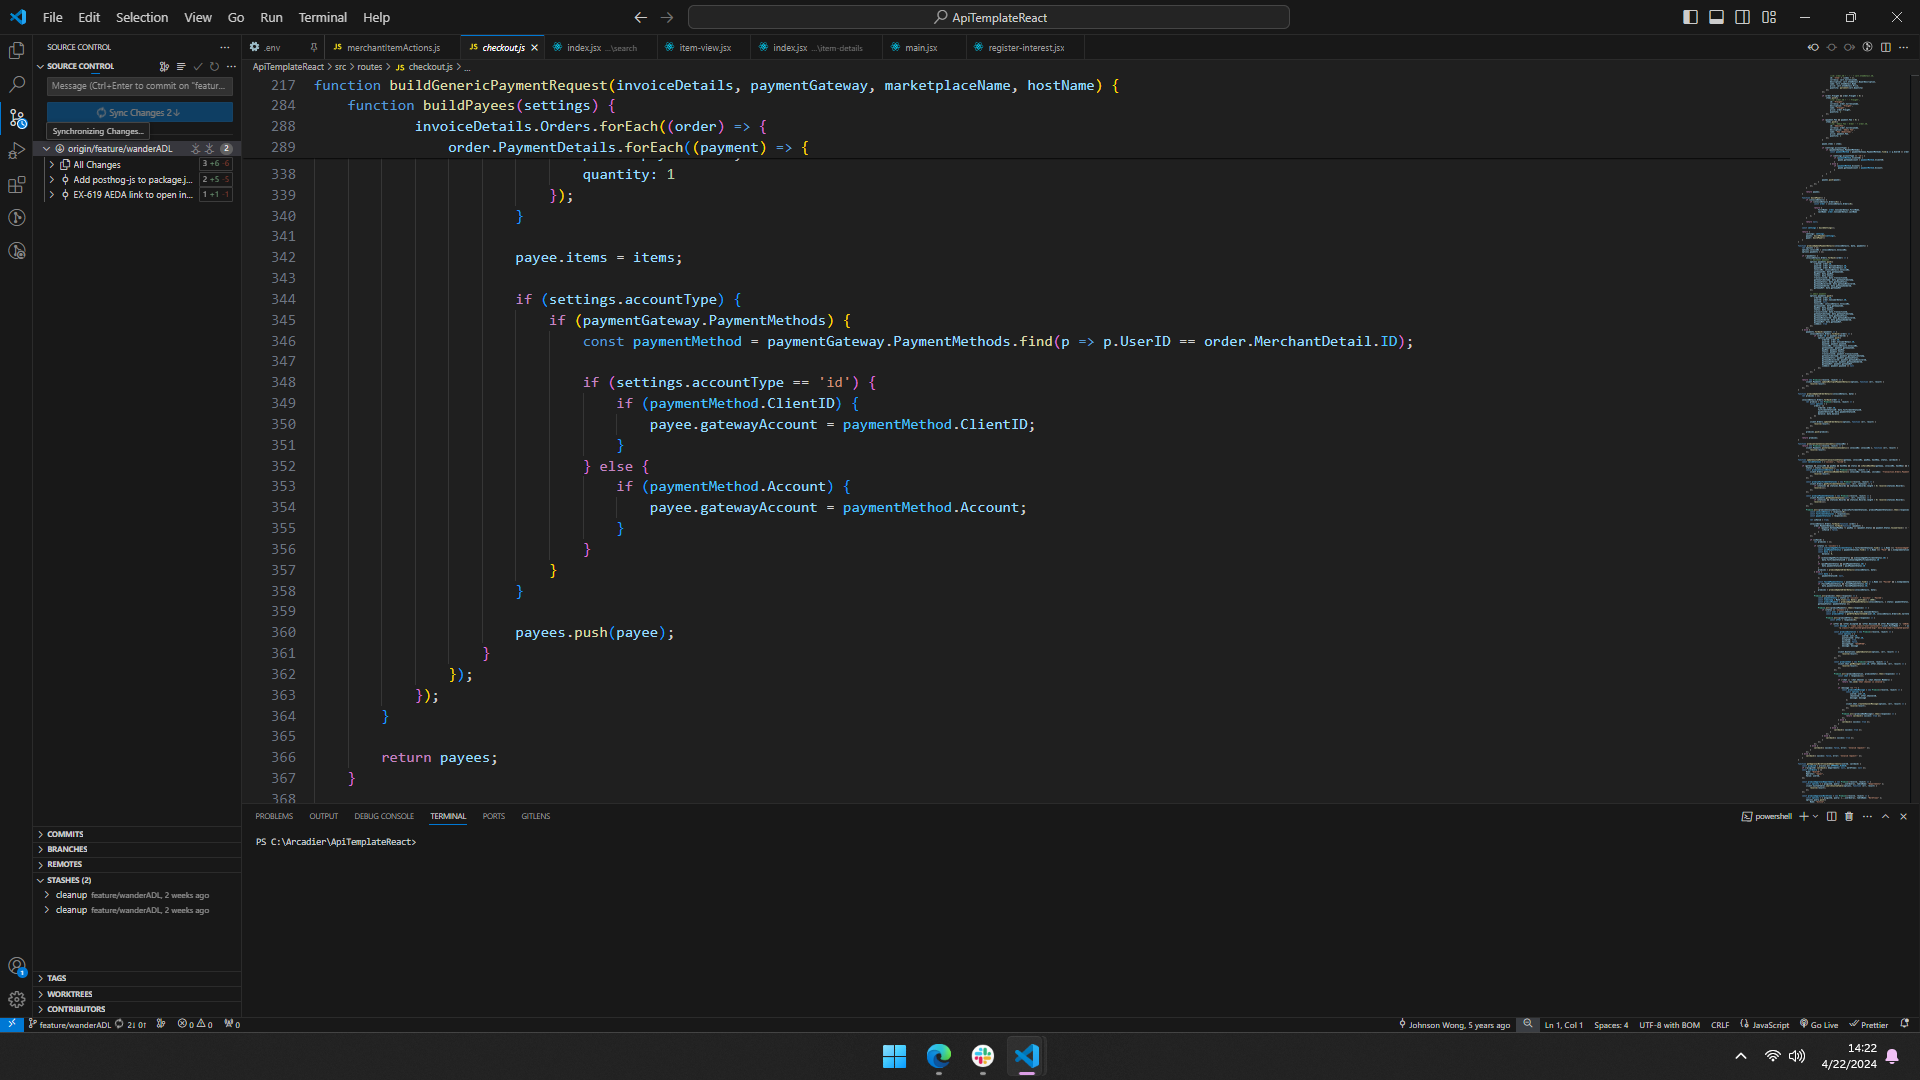 File Edit Selection View Go Run Terminal Help
ApiTemplateReact
SOURCE CONTROL
.env
merchantItemActions.js
checkout.js
index.jsx ...\search
item-view.jsx
index.jsx ...\item-details
main.jsx
register-interest.jsx
SOURCE CONTROL
ApiTemplateReact > src > routes > JS checkout.js > ...
Message (Ctrl+Enter to commit on "featur...
Sync Changes 2↓
Synchronizing Changes...
origin/feature/wanderADL 2
All Changes 3 +6 -6
Add posthog-js to package.j... 2 +5 -5
EX-619 AEDA link to open in... 1 +1 -1
217 function buildGenericPaymentRequest(invoiceDetails, paymentGateway, marketplaceName, hostName) {
284 function buildPayees(settings) {
288 invoiceDetails.Orders.forEach((order) => {
289 order.PaymentDetails.forEach((payment) => {
338 quantity: 1
339 });
340 }
341
342 payee.items = items;
343
344 if (settings.accountType) {
345 if (paymentGateway.PaymentMethods) {
346 const paymentMethod = paymentGateway.PaymentMethods.find(p => p.UserID == order.MerchantDetail.ID);
347
348 if (settings.accountType == 'id') {
349 if (paymentMethod.ClientID) {
350 payee.gatewayAccount = paymentMethod.ClientID;
351 }
352 } else {
353 if (paymentMethod.Account) {
354 payee.gatewayAccount = paymentMethod.Account;
355 }
356 }
357 }
358 }
359
360 payees.push(payee);
361 }
362 });
363 });
364 }
365
366 return payees;
367 }
368
COMMITS
BRANCHES
REMOTES
STASHES (2)
cleanup feature/wanderADL, 2 weeks ago
cleanup feature/wanderADL, 2 weeks ago
TAGS
WORKTREES
CONTRIBUTORS
PROBLEMS OUTPUT DEBUG CONSOLE TERMINAL PORTS GITLENS
powershell
PS C:\Arcadier\ApiTemplateReact>
feature/wanderADL 2↓ 0↑ 0 0 0
Johnson Wong, 5 years ago
Ln 1, Col 1 Spaces: 4 UTF-8 with BOM CRLF JavaScript Go Live Prettier
14:22
4/22/2024